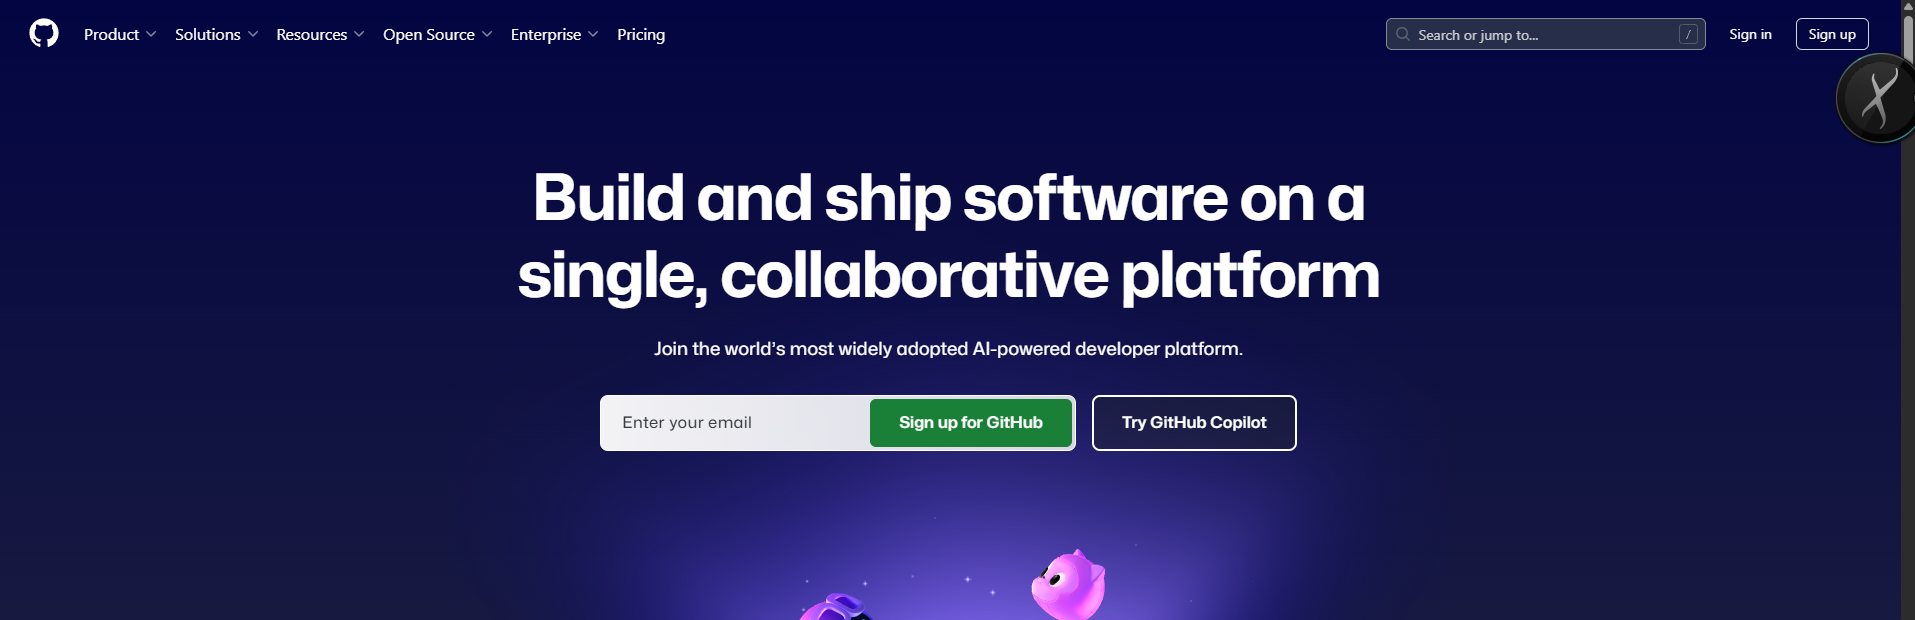 Product Solutions Resources Open Source Enterprise Pricing Search or jump to... / Sign in Sign up
Build and ship software on a
single, collaborative platform
Join the world’s most widely adopted AI-powered developer platform.
Enter your email Sign up for GitHub Try GitHub Copilot